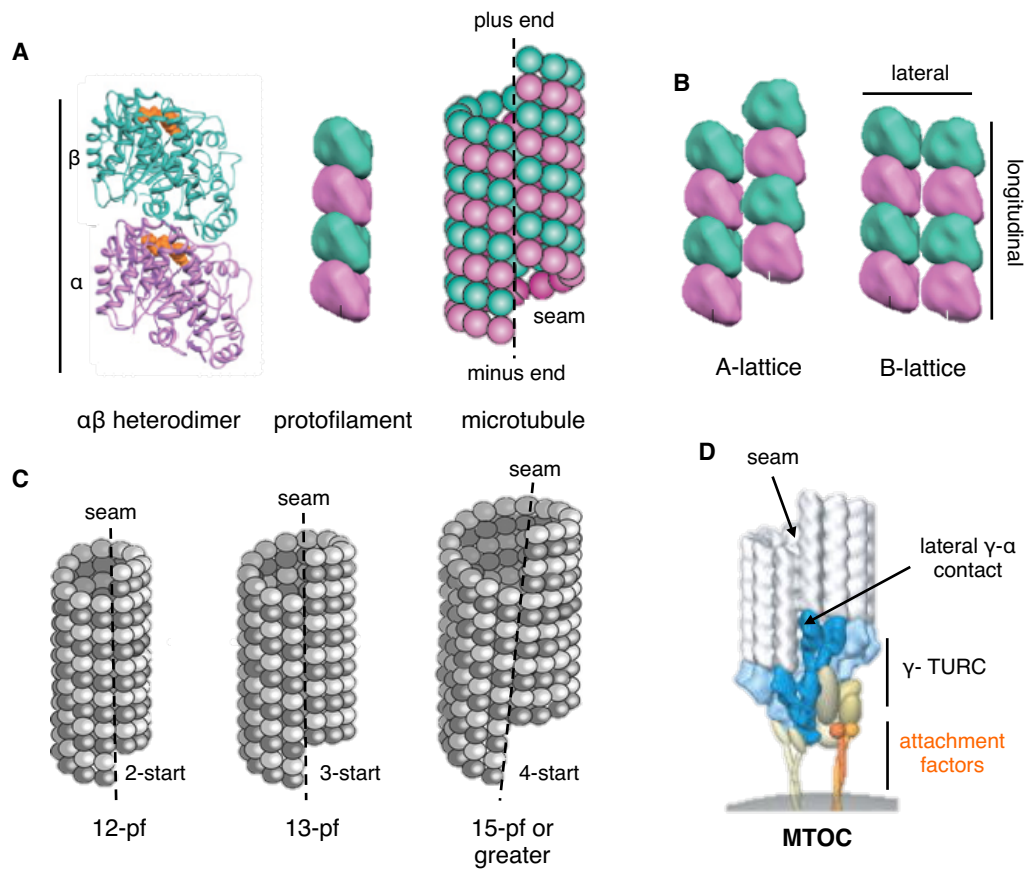 A
β
α
αβ heterodimer
protofilament
plus end
seam
minus end
microtubule
B
lateral
longitudinal
A-lattice
B-lattice
C
seam
2-start
12-pf
seam
3-start
13-pf
seam
4-start
15-pf or
greater
D
seam
lateral γ-α
contact
γ- TURC
attachment
factors
MTOC